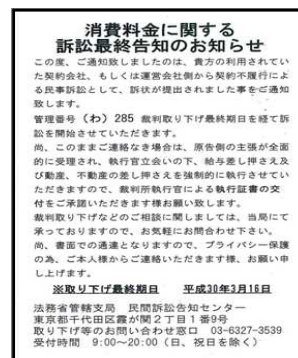 消費料金に関する
訴訟最終告知のお知らせ
この度、ご通知致しましたのは、貴方の利用されてい
た契約会社、もしくは運営会社側から契約不履行によ
る民事訴訟として、訴状が提出されました事をご通知
致します。
管理番号（わ）285 裁判取り下げ最終期日を経て訴
訟を開始させていただきます。
尚、このままご連絡なき場合は、原告側の主張が全面
的に受理され、執行官立会いの下、給与差し押さえ及
び動産、不動産の差し押さえを強制的に執行させてい
ただきますので、裁判所執行官による執行証書の交
付をご承諾いただきます様お願い致します。
裁判取り下げなどのご相談に関しましては、当局にて
承っておりますので、お気軽にお問合わせ下さい。
尚、書面での通達となりますので、プライバシー保護
の為、ご本人様からご連絡いただきます様、お願い申
し上げます。
※取り下げ最終期日　平成30年3月16日
法務省管轄支局　民間訴訟告知センター
東京都千代田区霞が関2丁目1番9号
取り下げ等のお問い合わせ窓口　03-6327-3539
受付時間　9:00~20:00（日、祝日を除く）